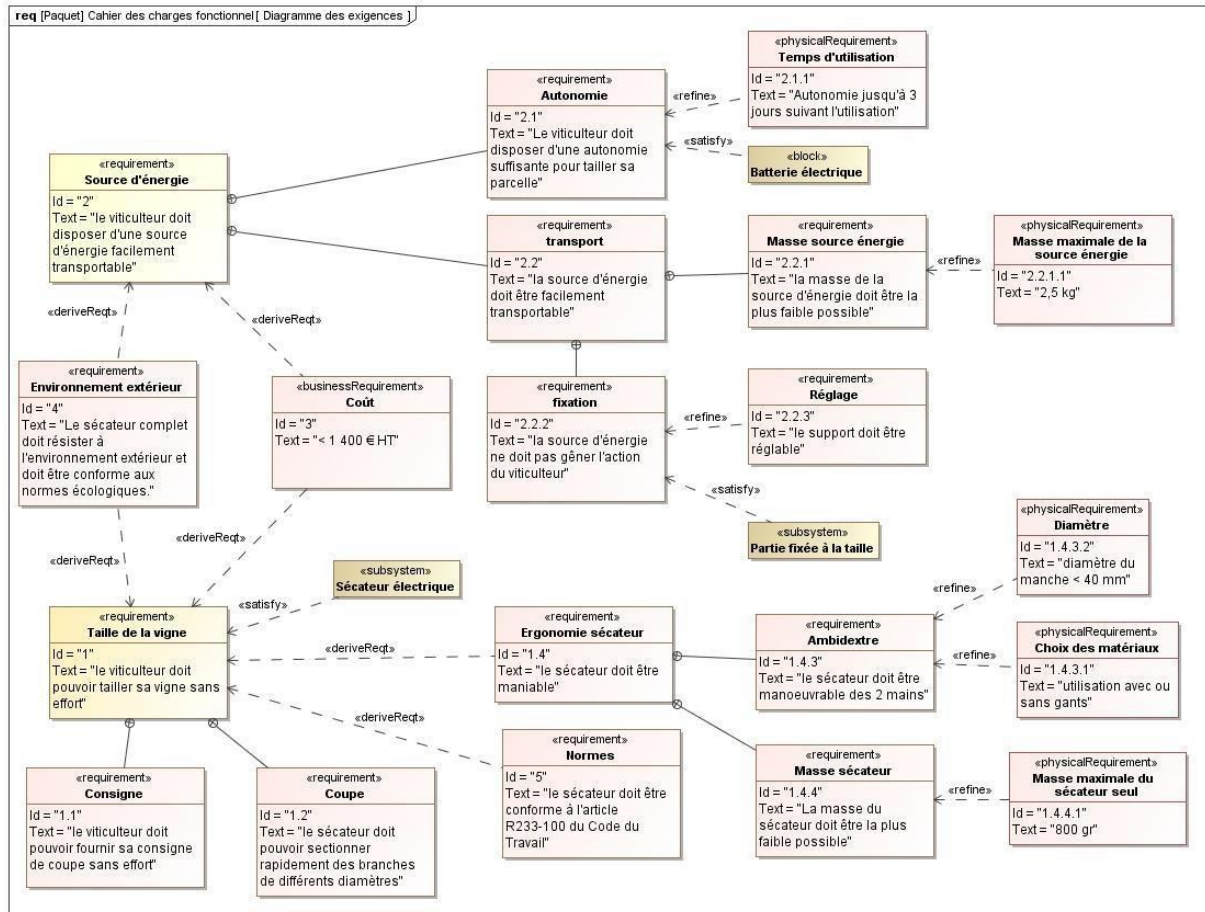 req [Paquet] Cahier des charges fonctionnel[ Diagramme des exigences ]
«physicalRequirement»
Temps d'utilisation
Id = "2.1.1"
Text = "Autonomie jusqu'à 3
jours suivant l'utilisation"
«requirement»
Autonomie
Id = "2.1"
Text = "Le viticulteur doit
disposer d'une autonomie
suffisante pour tailler sa
parcelle"
«refine»
«satisfy»
«block»
Batterie électrique
«requirement»
Source d'énergie
Id = "2"
Text = "le viticulteur doit
disposer d'une source
d'énergie facilement
transportable"
«requirement»
transport
Id = "2.2"
Text = "la source d'énergie
doit être facilement
transportable"
«requirement»
Masse source énergie
Id = "2.2.1"
Text = "la masse de la
source d'énergie doit être la
plus faible possible"
«refine»
«physicalRequirement»
Masse maximale de la
source énergie
Id = "2.2.1.1"
Text = "2,5 kg"
«deriveReqt»
«deriveReqt»
«requirement»
Environnement extérieur
Id = "4"
Text = "Le sécateur complet
doit résister à
l'environnement extérieur et
doit être conforme aux
normes écologiques."
«businessRequirement»
Coût
Id = "3"
Text = "< 1 400 € HT"
«requirement»
fixation
Id = "2.2.2"
Text = "la source d'énergie
ne doit pas gêner l'action
du viticulteur"
«refine»
«requirement»
Réglage
Id = "2.2.3"
Text = "le support doit être
réglable"
«satisfy»
«subsystem»
Partie fixée à la taille
«deriveReqt»
«deriveReqt»
«subsystem»
Sécateur électrique
«satisfy»
«physicalRequirement»
Diamètre
Id = "1.4.3.2"
Text = "diamètre du
manche < 40 mm"
«refine»
«requirement»
Taille de la vigne
Id = "1"
Text = "le viticulteur doit
pouvoir tailler sa vigne sans
effort"
«deriveReqt»
«requirement»
Ergonomie sécateur
Id = "1.4"
Text = "le sécateur doit être
maniable"
«requirement»
Ambidextre
Id = "1.4.3"
Text = "le sécateur doit être
manoeuvrable des 2 mains"
«refine»
«physicalRequirement»
Choix des matériaux
Id = "1.4.3.1"
Text = "utilisation avec ou
sans gants"
«deriveReqt»
«requirement»
Consigne
Id = "1.1"
Text = "le viticulteur doit
pouvoir fournir sa consigne
de coupe sans effort"
«requirement»
Coupe
Id = "1.2"
Text = "le sécateur doit
pouvoir sectionner
rapidement des branches
de différents diamètres"
«requirement»
Normes
Id = "5"
Text = "le sécateur doit être
conforme à l'article
R233-100 du Code du
Travail"
«requirement»
Masse sécateur
Id = "1.4.4"
Text = "La masse du
sécateur doit être la plus
faible possible"
«refine»
«physicalRequirement»
Masse maximale du
sécateur seul
Id = "1.4.4.1"
Text = "800 gr"